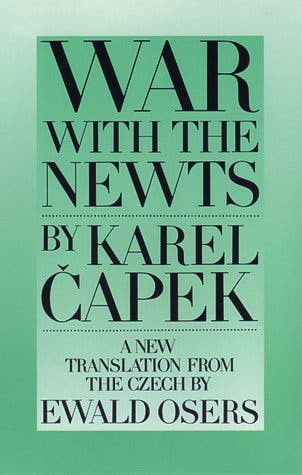 WAR
WITH THE
NEWTS
BY KAREL
ČAPEK
A NEW
TRANSLATION FROM
THE CZECH BY
EWALD OSERS